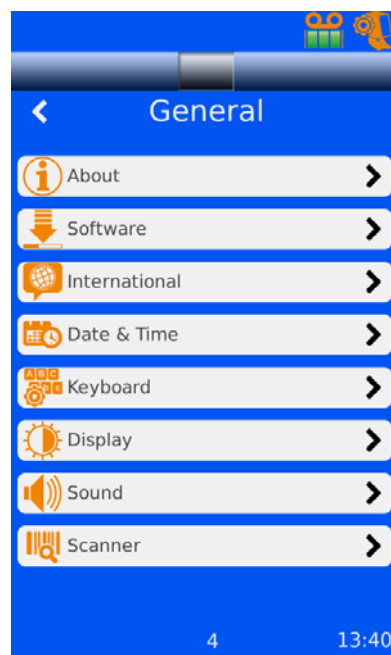 General
About
Software
International
Date & Time
Keyboard
Display
Sound
Scanner
4 13:40